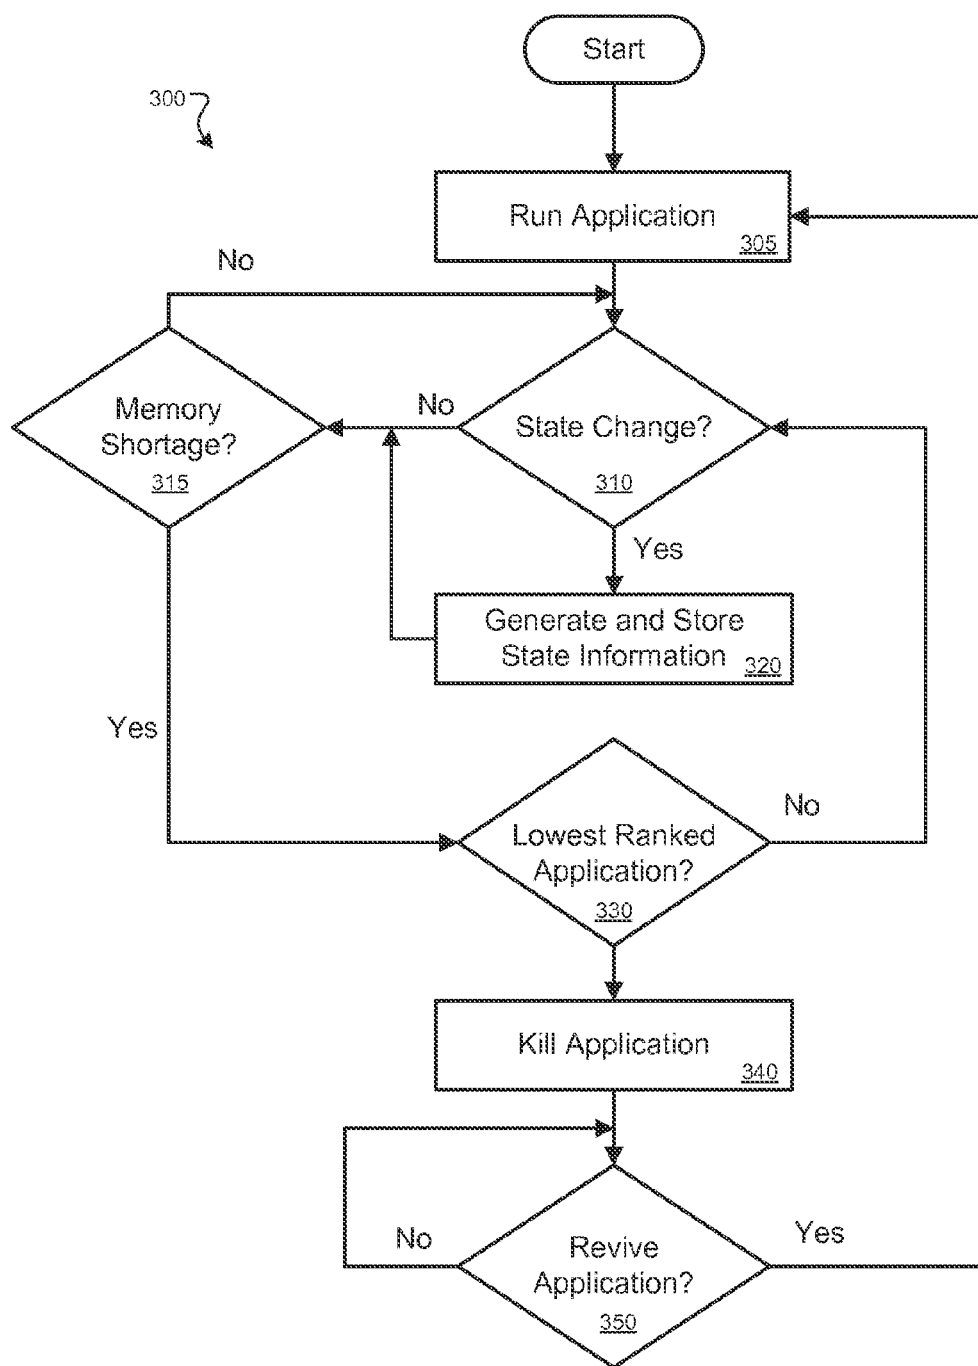 Start
300
Run Application
305
No
Memory
Shortage?
315
No
State Change?
310
Yes
Generate and Store
State Information
320
Yes
Lowest Ranked
Application?
330
No
Kill Application
340
No
Revive
Application?
350
Yes